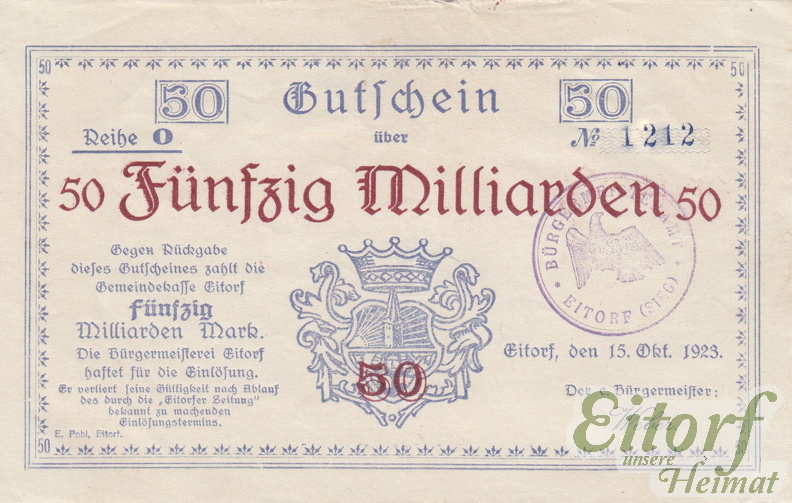 50 50
50 Gutschein 50
Reihe O über № 1212
50 Fünfzig Milliarden 50
Gegen Rückgabe
dieses Gutscheines zahlt die
Gemeindekasse Eitorf
Fünfzig
Milliarden Mark.
Die Bürgermeisterei Eitorf
haftet für die Einlösung.
Er verliert seine Gültigkeit nach Ablauf
des durch die „Eitorfer Zeitung"
bekannt zu machenden
Einlösungstermins.
E. Pohl, Eitorf.
50
BÜRGERMEISTERAMT
* EITORF (SIEG) *
Eitorf, den 15. Okt. 1923.
Der c. Bürgermeister:
50 50
Eitorf
unsere
Heimat